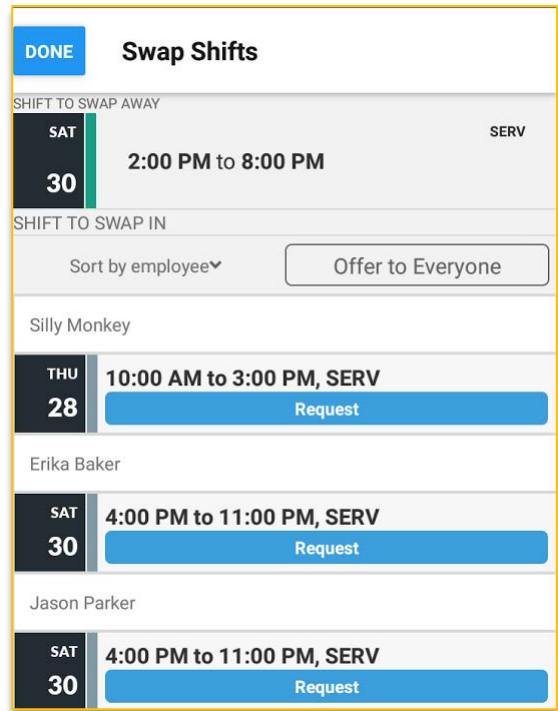 DONE Swap Shifts
SHIFT TO SWAP AWAY
SAT SERV
2:00 PM to 8:00 PM
30
SHIFT TO SWAP IN
Sort by employee Offer to Everyone
Silly Monkey
THU 10:00 AM to 3:00 PM, SERV
28 Request
Erika Baker
SAT 4:00 PM to 11:00 PM, SERV
30 Request
Jason Parker
SAT 4:00 PM to 11:00 PM, SERV
30 Request